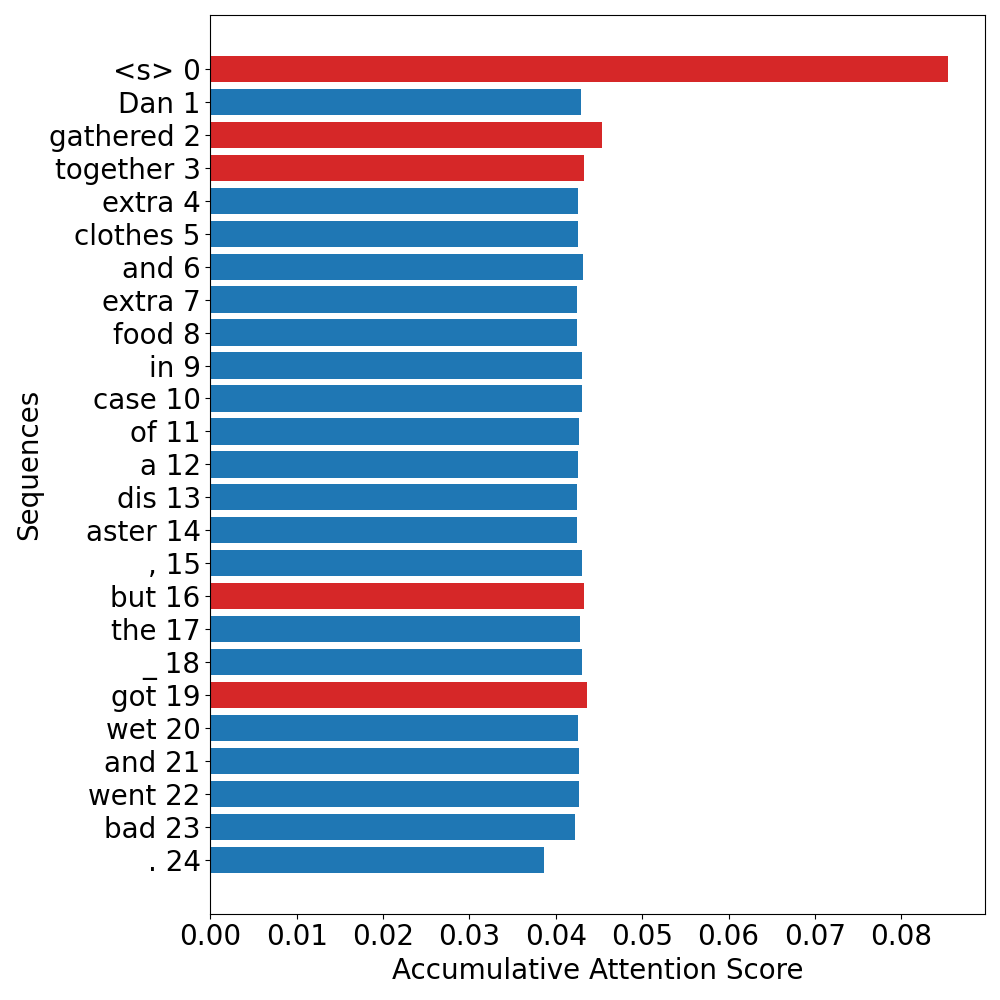 <s> 0
Dan 1
gathered 2
together 3
extra 4
clothes 5
and 6
extra 7
food 8
in 9
case 10
of 11
a 12
dis 13
aster 14
, 15
but 16
the 17
_ 18
got 19
wet 20
and 21
went 22
bad 23
. 24
Sequences
0.00 0.01 0.02 0.03 0.04 0.05 0.06 0.07 0.08
Accumulative Attention Score